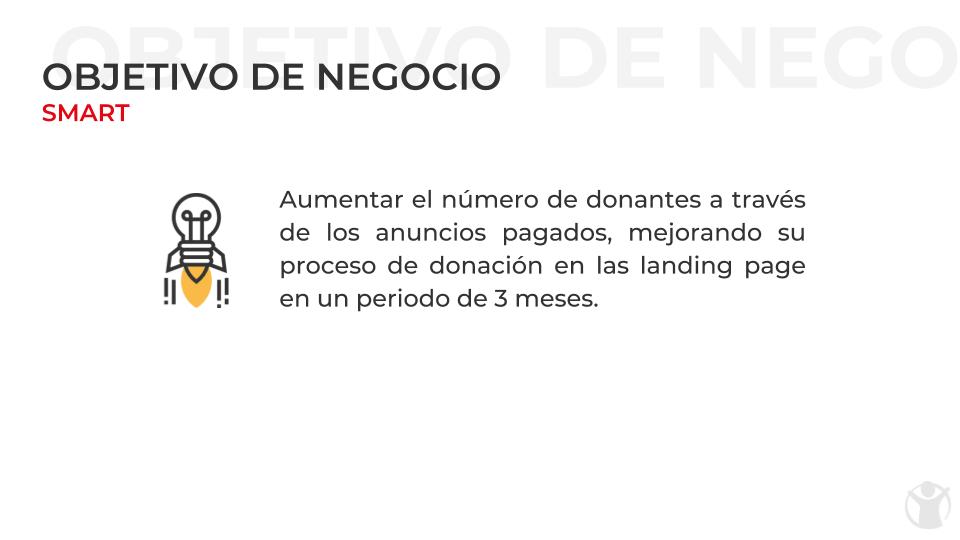 OBJETIVO DE NEGO
OBJETIVO DE NEGOCIO
SMART
Aumentar el número de donantes a través
de los anuncios pagados, mejorando su
proceso de donación en las landing page
en un periodo de 3 meses.